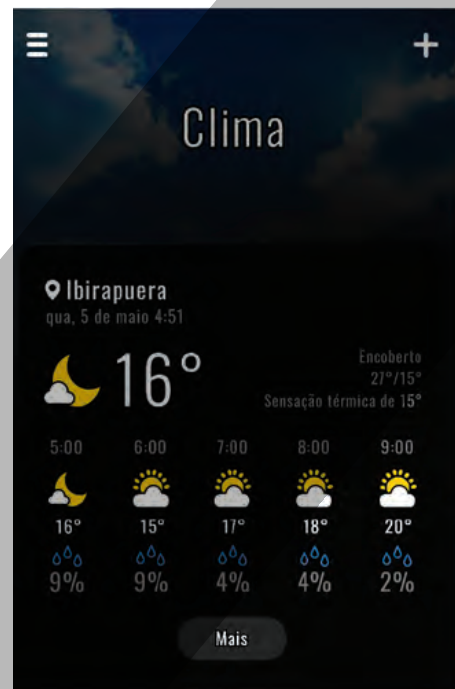 Clima
Ibirapuera
qua, 5 de maio 4:51
16°
Encoberto
27°/15°
Sensação térmica de 15°
5:00 6:00 7:00 8:00 9:00
16° 15° 17° 18° 20°
9% 9% 4% 4% 2%
Mais